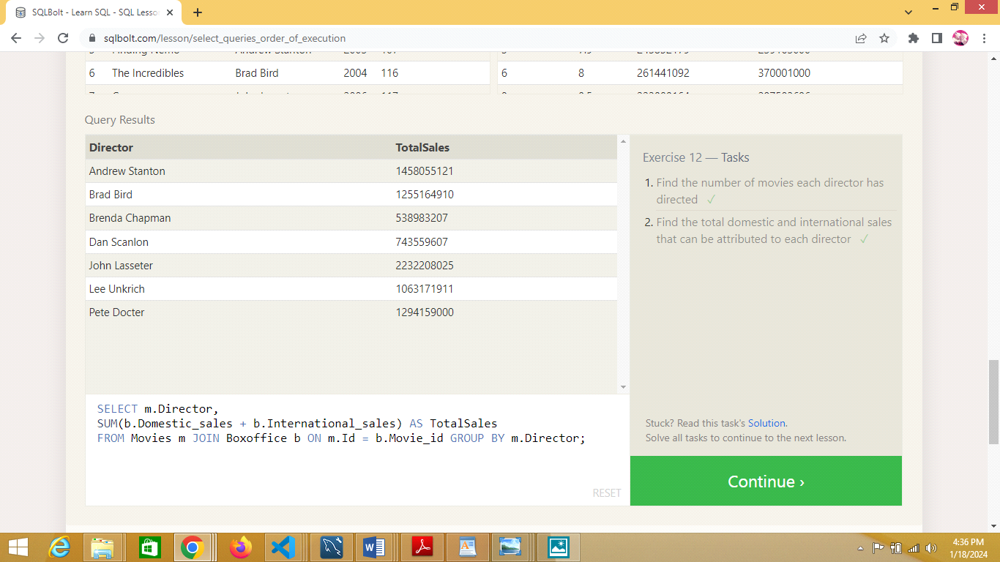 SQLBolt - Learn SQL - SQL Lesson
sqlbolt.com/lesson/select_queries_order_of_execution
6 The Incredibles Brad Bird 2004 116 6 8 261441092 370001000
Query Results
Director TotalSales
Andrew Stanton 1458055121
Brad Bird 1255164910
Brenda Chapman 538983207
Dan Scanlon 743559607
John Lasseter 2232208025
Lee Unkrich 1063171911
Pete Docter 1294159000
Exercise 12 — Tasks
1. Find the number of movies each director has
directed ✓
2. Find the total domestic and international sales
that can be attributed to each director ✓
SELECT m.Director,
SUM(b.Domestic_sales + b.International_sales) AS TotalSales
FROM Movies m JOIN Boxoffice b ON m.Id = b.Movie_id GROUP BY m.Director;
RESET
Stuck? Read this task's Solution.
Solve all tasks to continue to the next lesson.
Continue ›
4:36 PM
1/18/2024